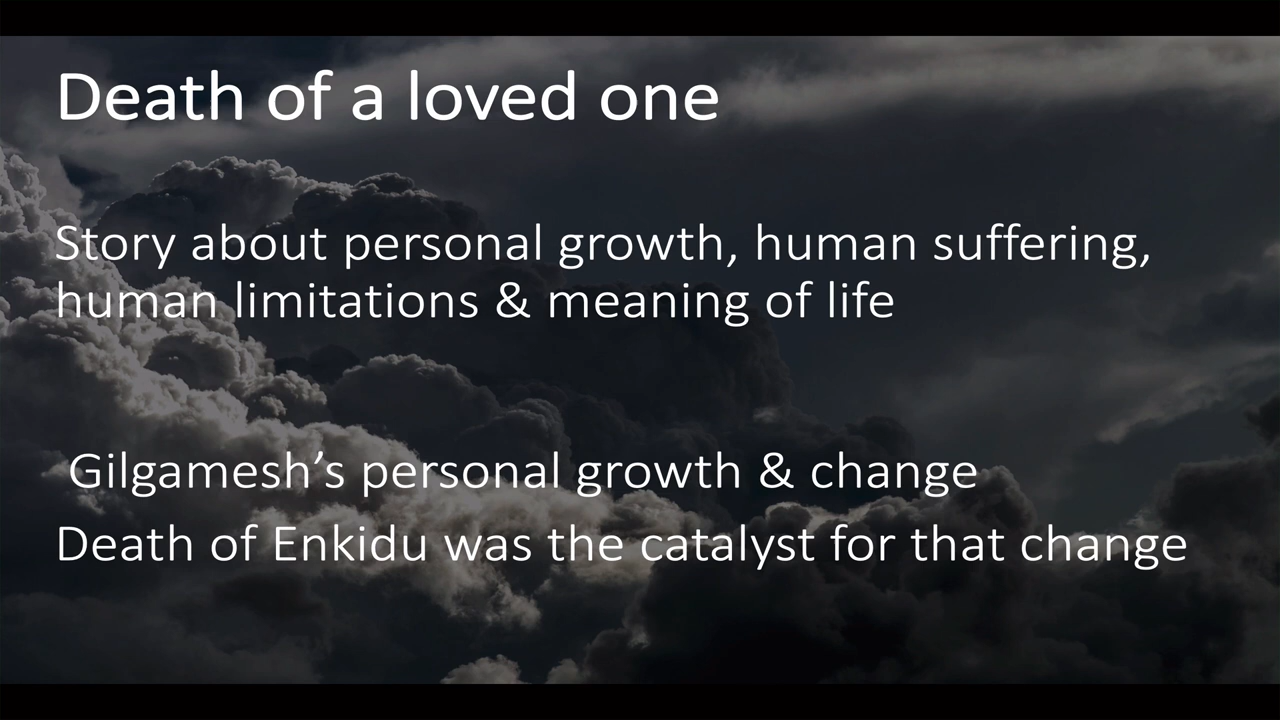 Death of a loved one
Story about personal growth, human suffering,
human limitations & meaning of life
Gilgamesh’s personal growth & change
Death of Enkidu was the catalyst for that change